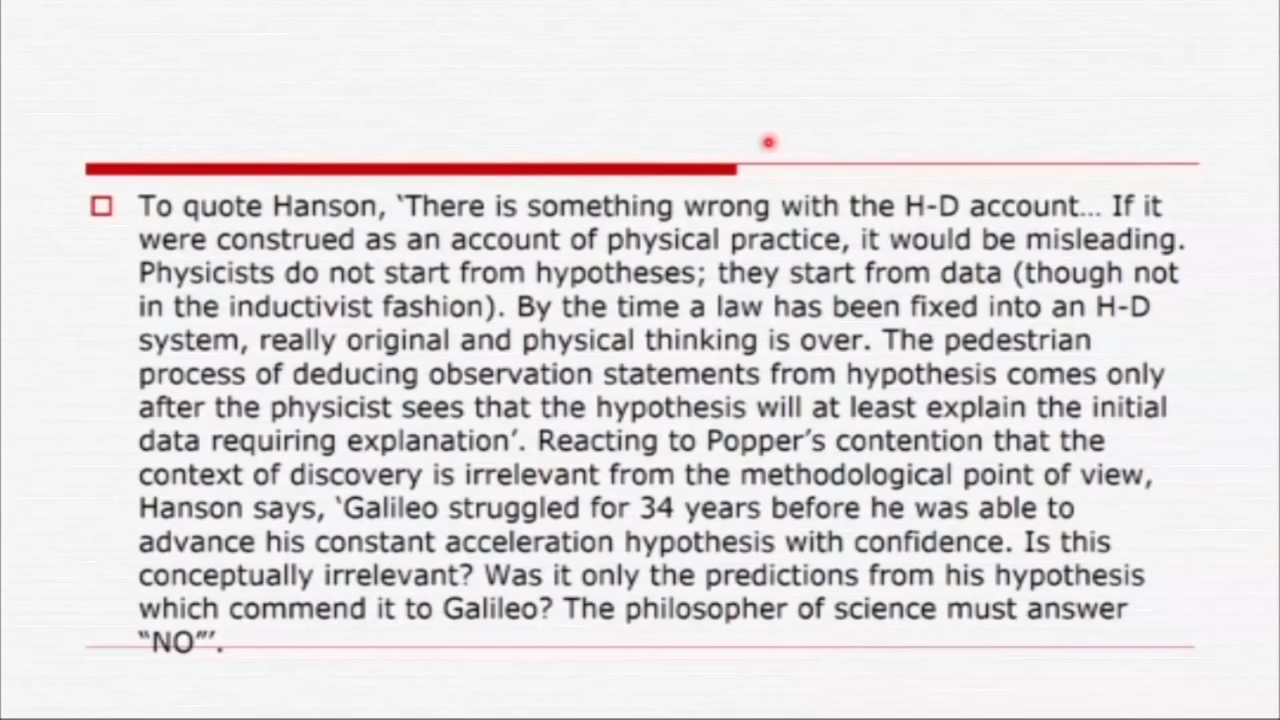 To quote Hanson, ‘There is something wrong with the H-D account... If it
were construed as an account of physical practice, it would be misleading.
Physicists do not start from hypotheses; they start from data (though not
in the inductivist fashion). By the time a law has been fixed into an H-D
system, really original and physical thinking is over. The pedestrian
process of deducing observation statements from hypothesis comes only
after the physicist sees that the hypothesis will at least explain the initial
data requiring explanation’. Reacting to Popper’s contention that the
context of discovery is irrelevant from the methodological point of view,
Hanson says, ‘Galileo struggled for 34 years before he was able to
advance his constant acceleration hypothesis with confidence. Is this
conceptually irrelevant? Was it only the predictions from his hypothesis
which commend it to Galileo? The philosopher of science must answer
“NO”’.